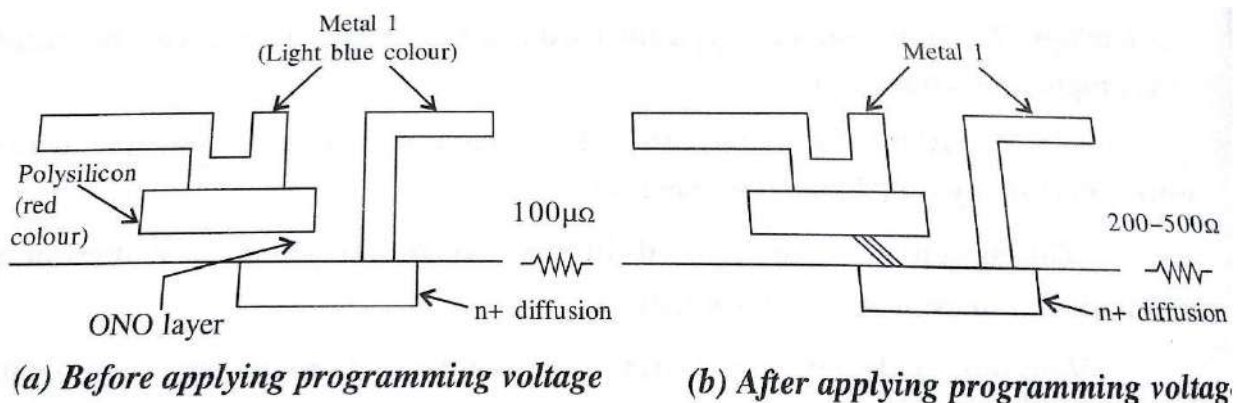 Metal 1
(Light blue colour)
Polysilicon
(red
colour)
100μΩ
n+ diffusion
ONO layer
(a) Before applying programming voltage
Metal 1
200–500Ω
n+ diffusion
(b) After applying programming voltag